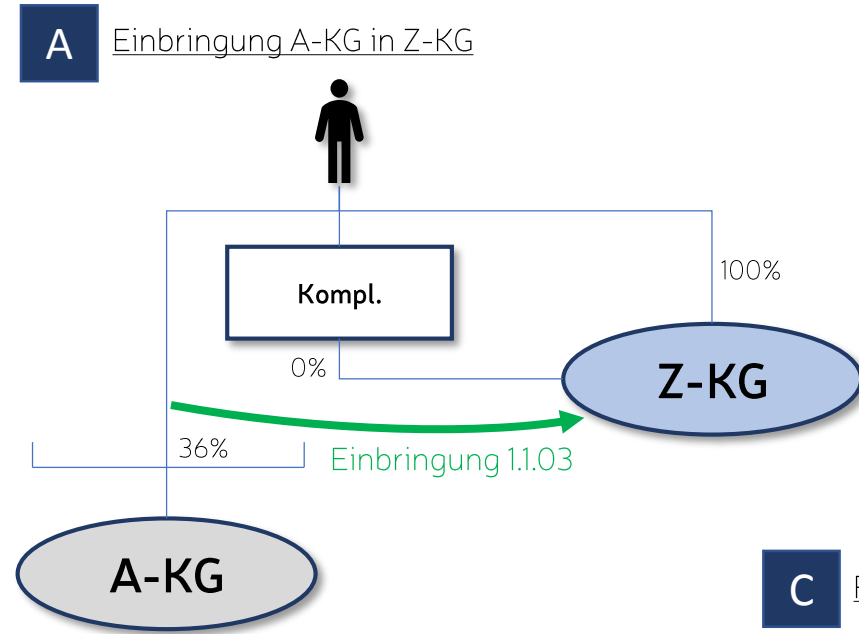 A
Einbringung A-KG in Z-KG
Kompl.
100%
0%
Z-KG
36%
Einbringung 1.1.03
A-KG
C